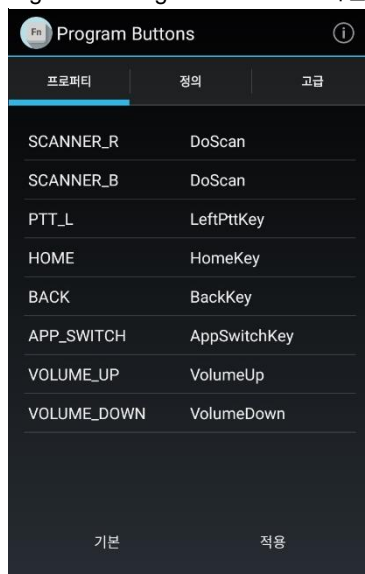 Fn Program Buttons
프로퍼티 정의 고급
SCANNER_R DoScan
SCANNER_B DoScan
PTT_L LeftPttKey
HOME HomeKey
BACK BackKey
APP_SWITCH AppSwitchKey
VOLUME_UP VolumeUp
VOLUME_DOWN VolumeDown
기본 적용